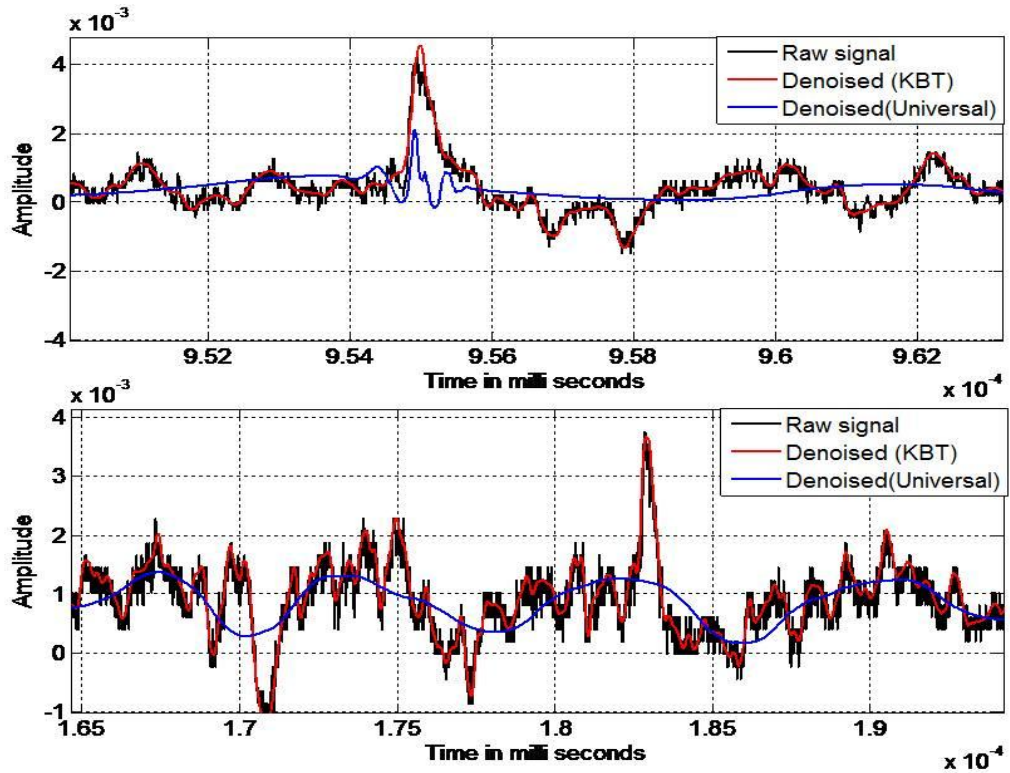 x 10-3
4
2
0
-2
-4
Amplitude
Raw signal
Denoised (KBT)
Denoised(Universal)
9.52
9.54
9.56
9.58
9.6
9.62
Time in milli seconds
x 10-4
x 10-3
4
3
2
1
0
-1
Amplitude
Raw signal
Denoised (KBT)
Denoised(Universal)
1.65
1.7
1.75
1.8
1.85
1.9
Time in milli seconds
x 10-4